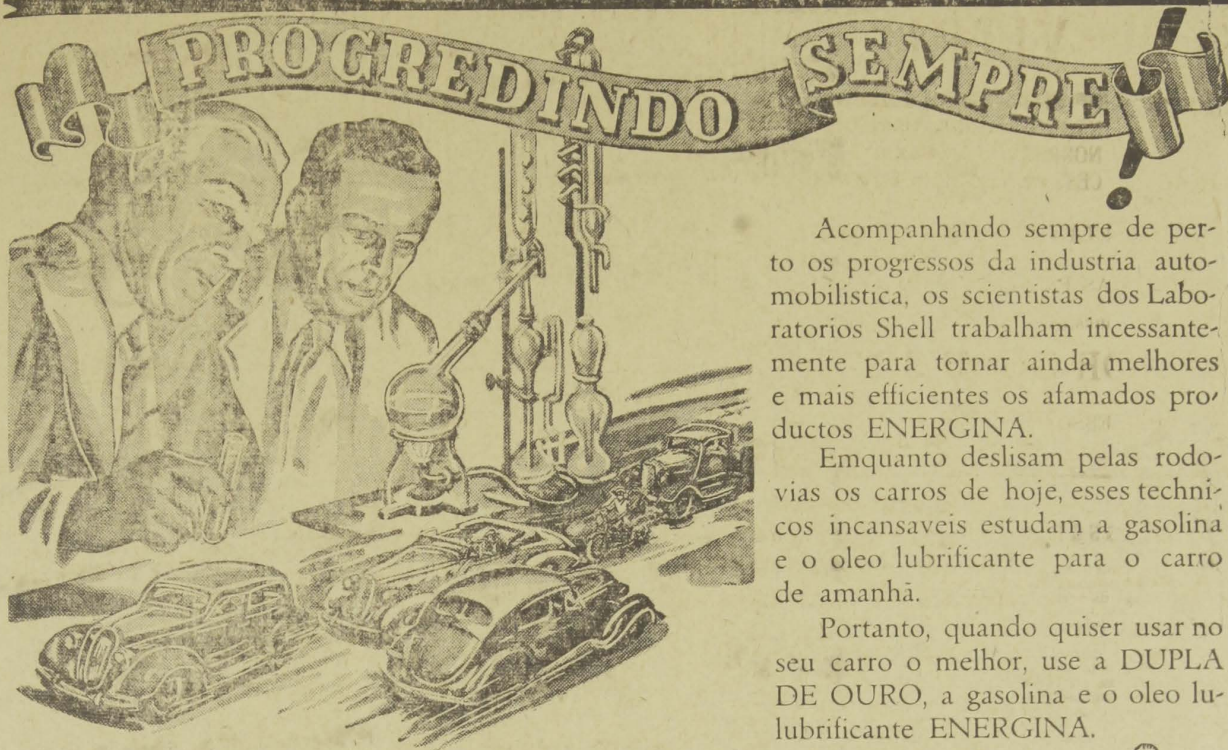 PROGREDINDO SEMPRE!
Acompanhando sempre de per-
to os progressos da industria auto-
mobilistica, os scientistas dos Labo-
ratorios Shell trabalham incessante-
mente para tornar ainda melhores
e mais efficientes os afamados pro-
ductos ENERGINA.
Emquanto deslisam pelas rodo-
vias os carros de hoje, esses techni-
cos incansaveis estudam a gasolina
e o oleo lubrificante para o carro
de amanhã.
Portanto, quando quiser usar no
seu carro o melhor, use a DUPLA
DE OURO, a gasolina e o oleo lu-
lubrificante ENERGINA.